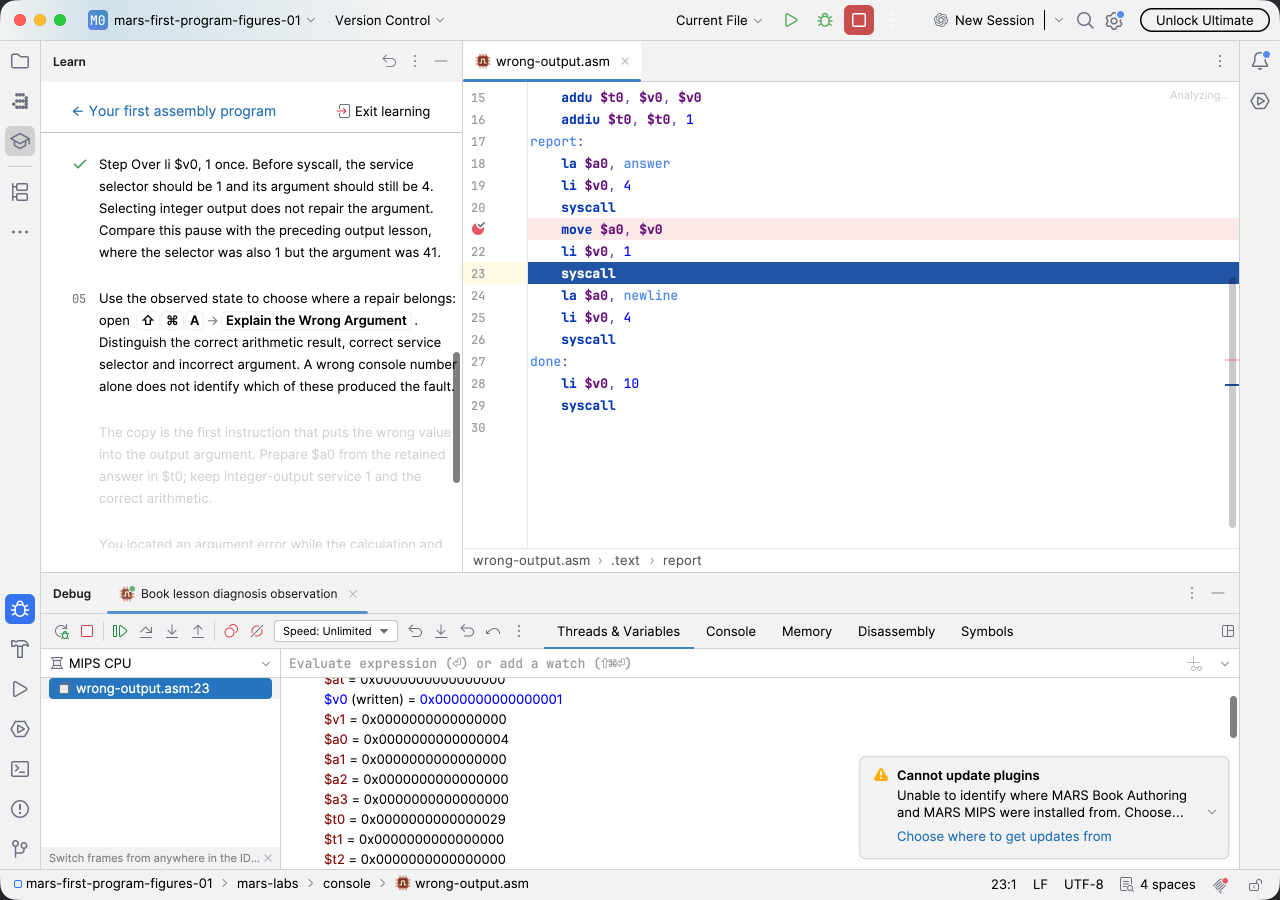 M0 mars-first-program-figures-01 Version Control Current File New Session Unlock Ultimate
Learn
← Your first assembly program Exit learning
Step Over li $v0, 1 once. Before syscall, the service
selector should be 1 and its argument should still be 4.
Selecting integer output does not repair the argument.
Compare this pause with the preceding output lesson,
where the selector was also 1 but the argument was 41.
05 Use the observed state to choose where a repair belongs:
open ⇧ ⌘ A → Explain the Wrong Argument .
Distinguish the correct arithmetic result, correct service
selector and incorrect argument. A wrong console number
alone does not identify which of these produced the fault.
The copy is the first instruction that puts the wrong value
into the output argument. Prepare $a0 from the retained
answer in $t0; keep integer-output service 1 and the
correct arithmetic.
You located an argument error while the calculation and
wrong-output.asm
Analyzing...
15 addu $t0, $v0, $v0
16 addiu $t0, $t0, 1
17 report:
18 la $a0, answer
19 li $v0, 4
20 syscall
move $a0, $v0
22 li $v0, 1
23 syscall
24 la $a0, newline
25 li $v0, 4
26 syscall
27 done:
28 li $v0, 10
29 syscall
30
wrong-output.asm › .text › report
Debug Book lesson diagnosis observation
Speed: Unlimited Threads & Variables Console Memory Disassembly Symbols
MIPS CPU
Evaluate expression (⏎) or add a watch (⇧⌘⏎)
wrong-output.asm:23
$at = 0x0000000000000000
$v0 (written) = 0x0000000000000001
$v1 = 0x0000000000000000
$a0 = 0x0000000000000004
$a1 = 0x0000000000000000
$a2 = 0x0000000000000000
$a3 = 0x0000000000000000
$t0 = 0x0000000000000029
$t1 = 0x0000000000000000
$t2 = 0x0000000000000000
Switch frames from anywhere in the ID...
Cannot update plugins
Unable to identify where MARS Book Authoring
and MARS MIPS were installed from. Choose...
Choose where to get updates from
mars-first-program-figures-01 › mars-labs › console › wrong-output.asm 23:1 LF UTF-8 4 spaces